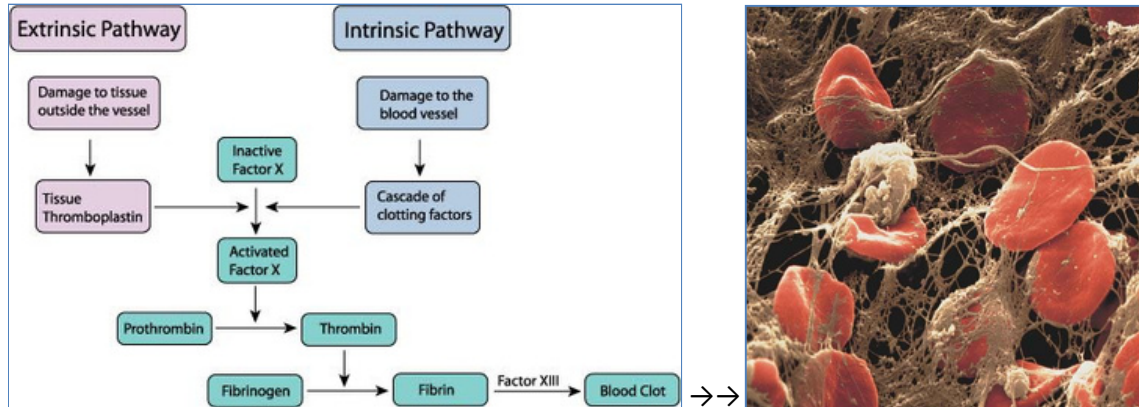 Extrinsic Pathway
Intrinsic Pathway
Damage to tissue
outside the vessel
Damage to the
blood vessel
Inactive
Factor X
Tissue
Thromboplastin
Cascade of
clotting factors
Activated
Factor X
Prothrombin
Thrombin
Fibrinogen
Fibrin
Factor XIII
Blood Clot